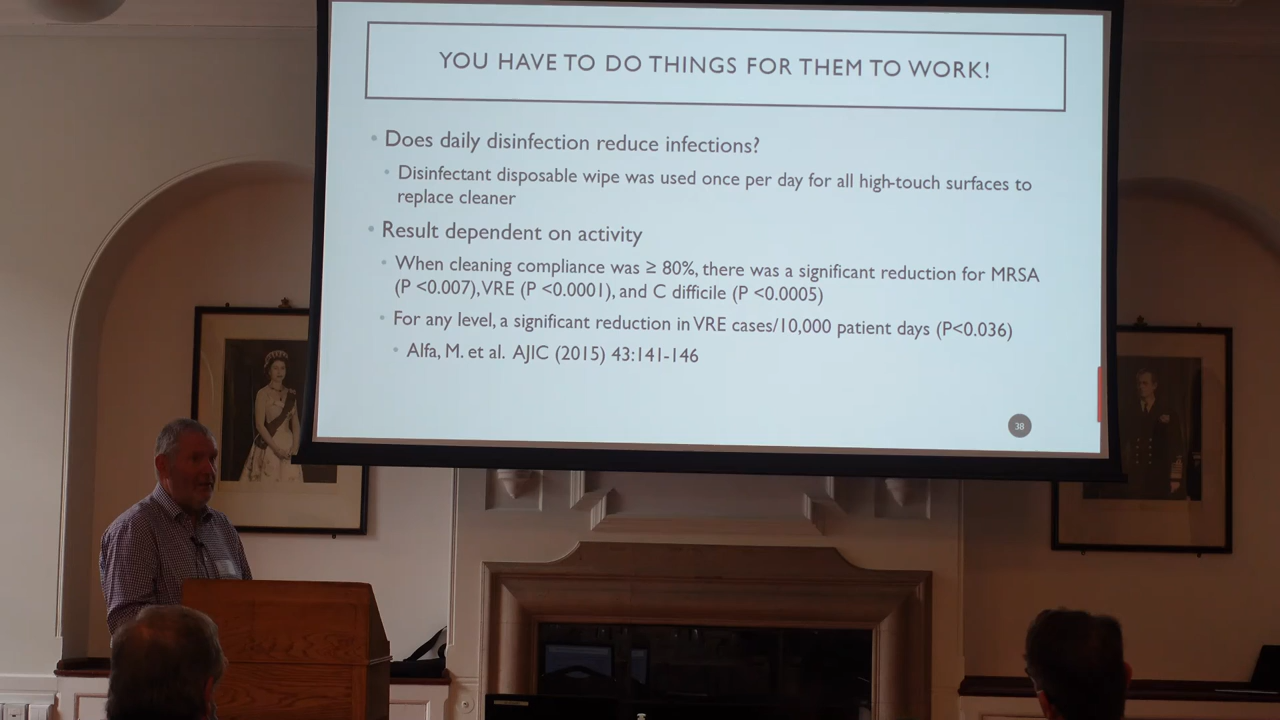 YOU HAVE TO DO THINGS FOR THEM TO WORK!
• Does daily disinfection reduce infections?
• Disinfectant disposable wipe was used once per day for all high-touch surfaces to
replace cleaner
• Result dependent on activity
• When cleaning compliance was ≥ 80%, there was a significant reduction for MRSA
(P <0.007), VRE (P <0.0001), and C difficile (P <0.0005)
• For any level, a significant reduction in VRE cases/10,000 patient days (P<0.036)
• Alfa, M. et al. AJIC (2015) 43:141-146
38